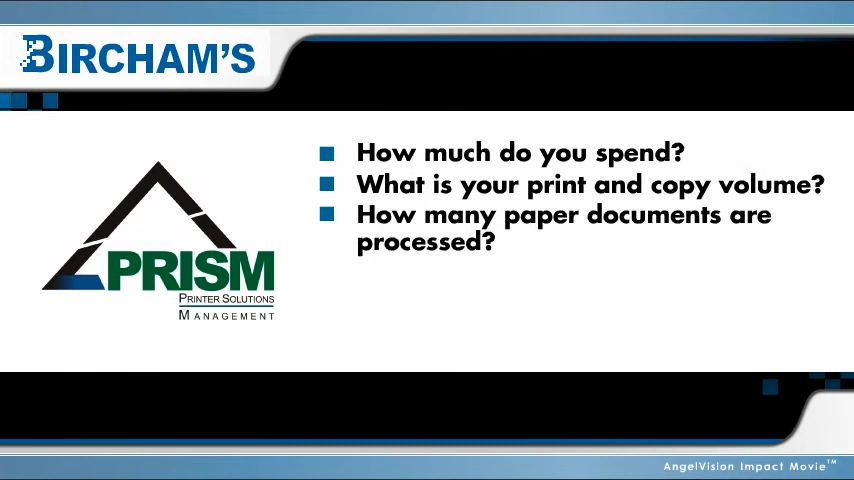 BIRCHAM'S
How much do you spend?
What is your print and copy volume?
How many paper documents are
processed?
PRISM
PRINTER SOLUTIONS
MANAGEMENT
AngelVision Impact Movie™